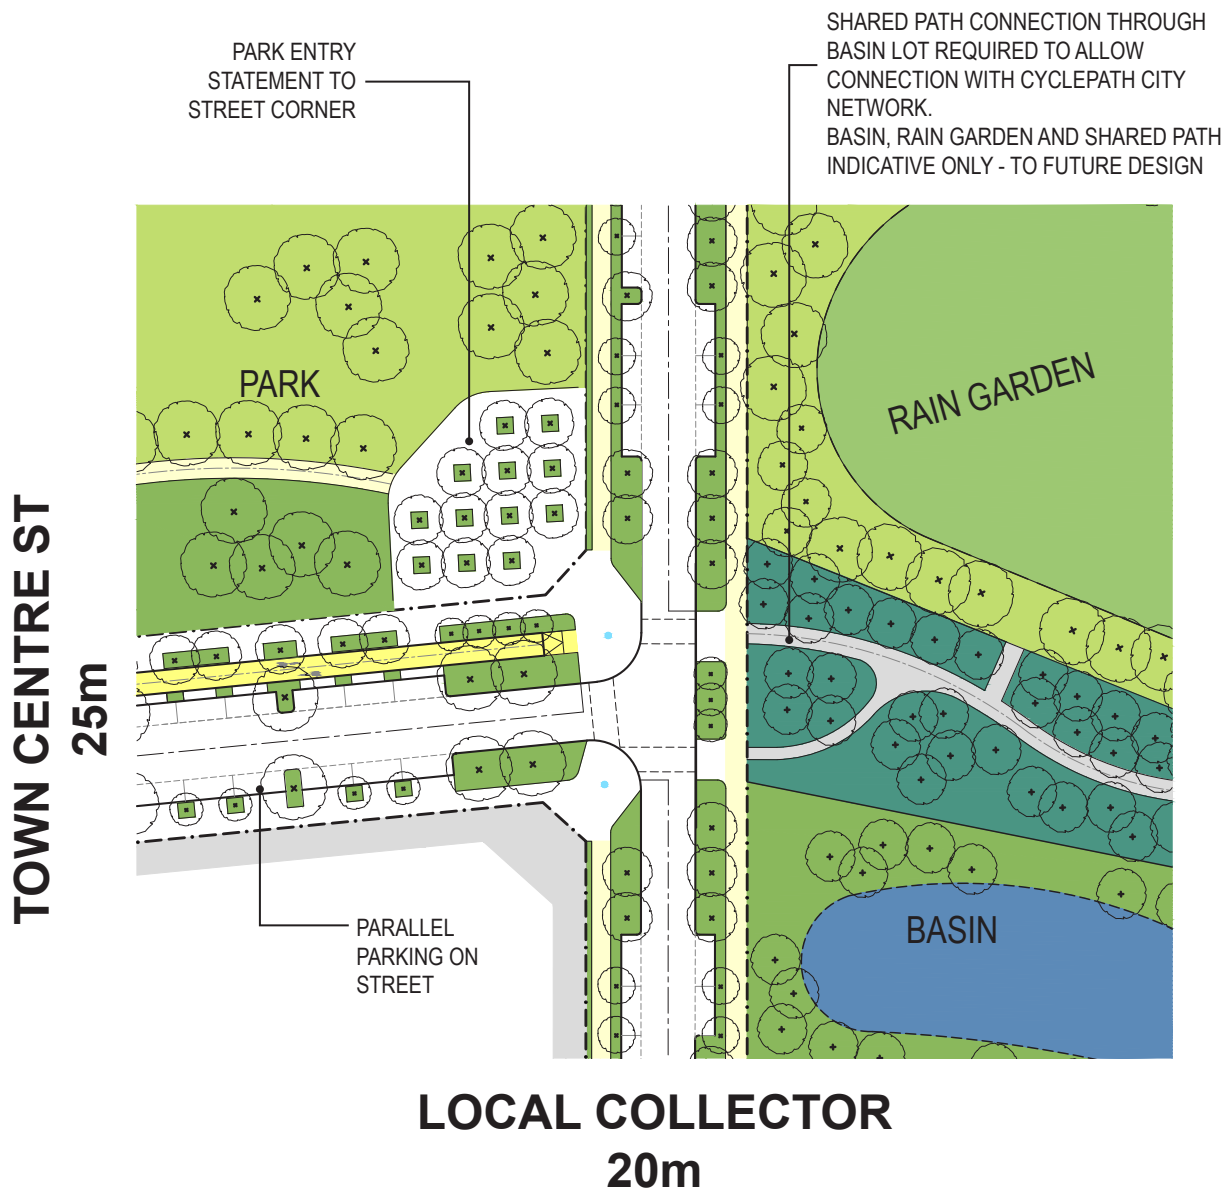 SHARED PATH CONNECTION THROUGH
BASIN LOT REQUIRED TO ALLOW
CONNECTION WITH CYCLEPATH CITY
NETWORK.
BASIN, RAIN GARDEN AND SHARED PATH
INDICATIVE ONLY - TO FUTURE DESIGN
PARK ENTRY
STATEMENT TO
STREET CORNER
PARK
RAIN GARDEN
TOWN CENTRE ST
25m
BASIN
PARALLEL
PARKING ON
STREET
LOCAL COLLECTOR
20m